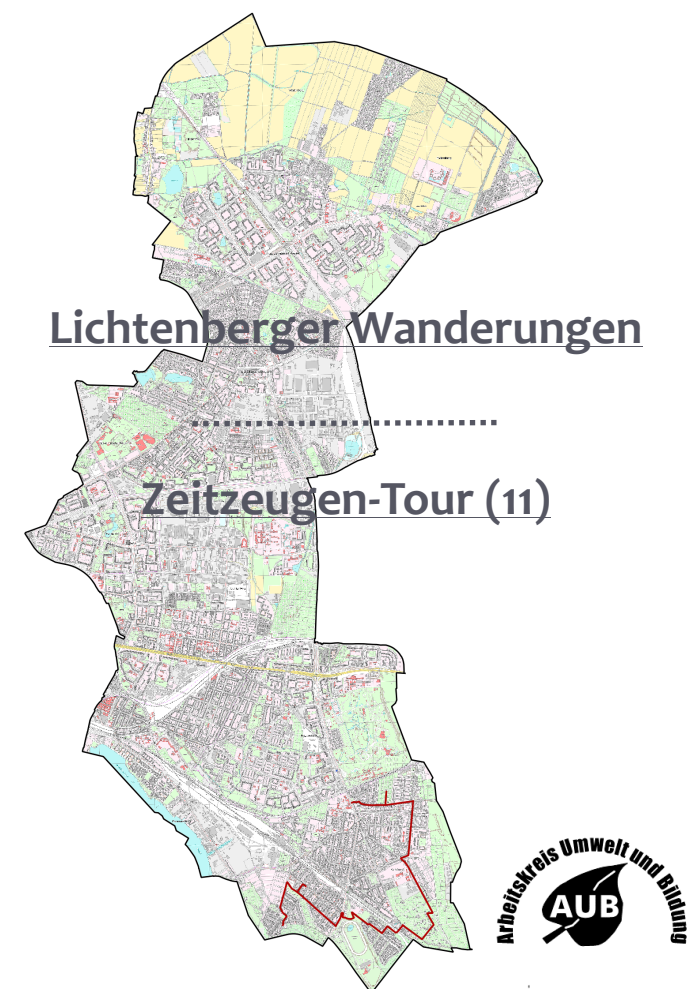 Lichtenberger Wanderungen
................................
Zeitzeugen-Tour (11)
Arbeitskreis Umwelt und Bildung
AUB